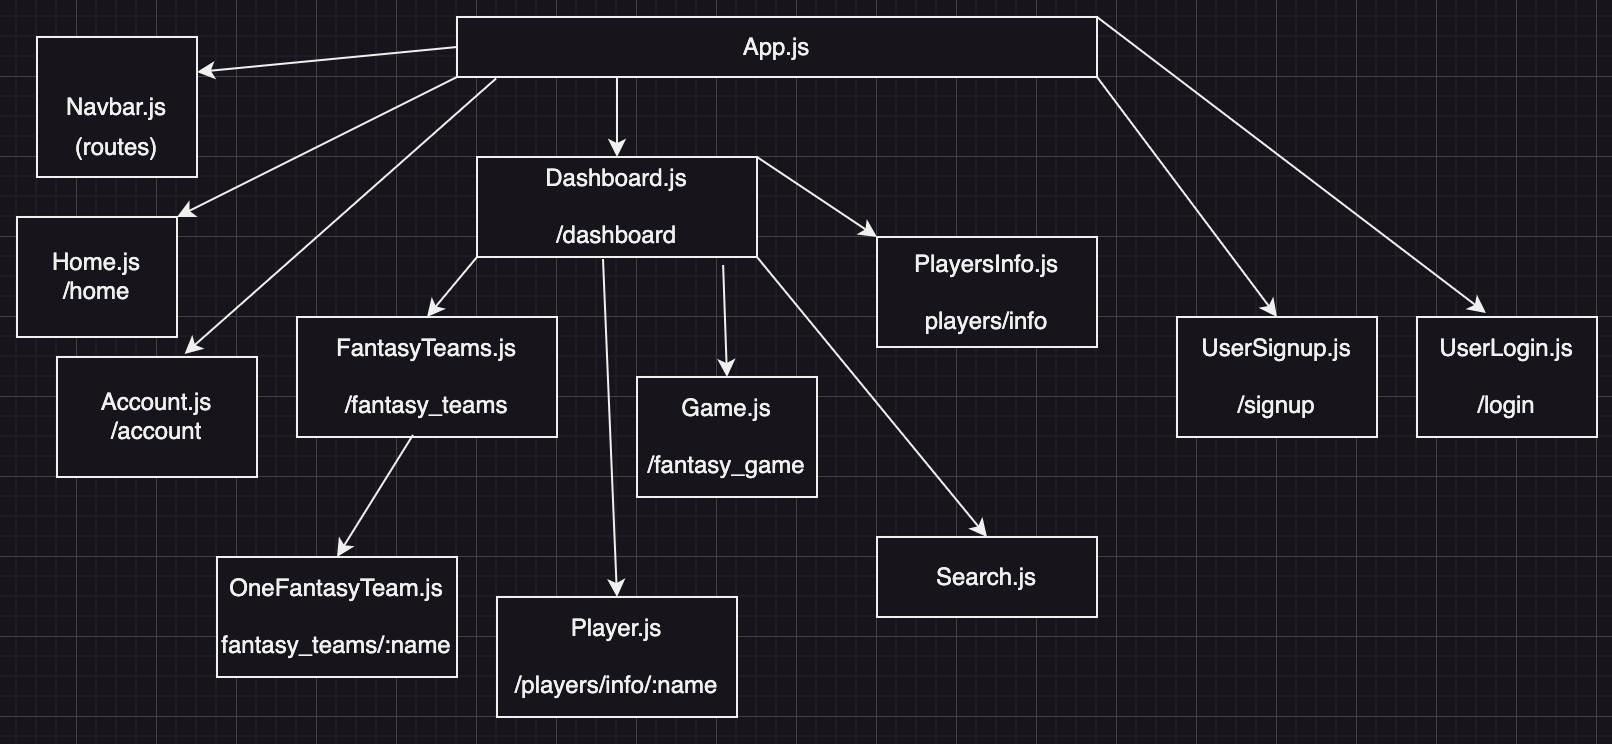 App.js
Navbar.js
(routes)
Dashboard.js
/dashboard
Home.js
/home
PlayersInfo.js
players/info
Account.js
/account
FantasyTeams.js
/fantasy_teams
Game.js
/fantasy_game
UserSignup.js
/signup
UserLogin.js
/login
OneFantasyTeam.js
fantasy_teams/:name
Player.js
/players/info/:name
Search.js